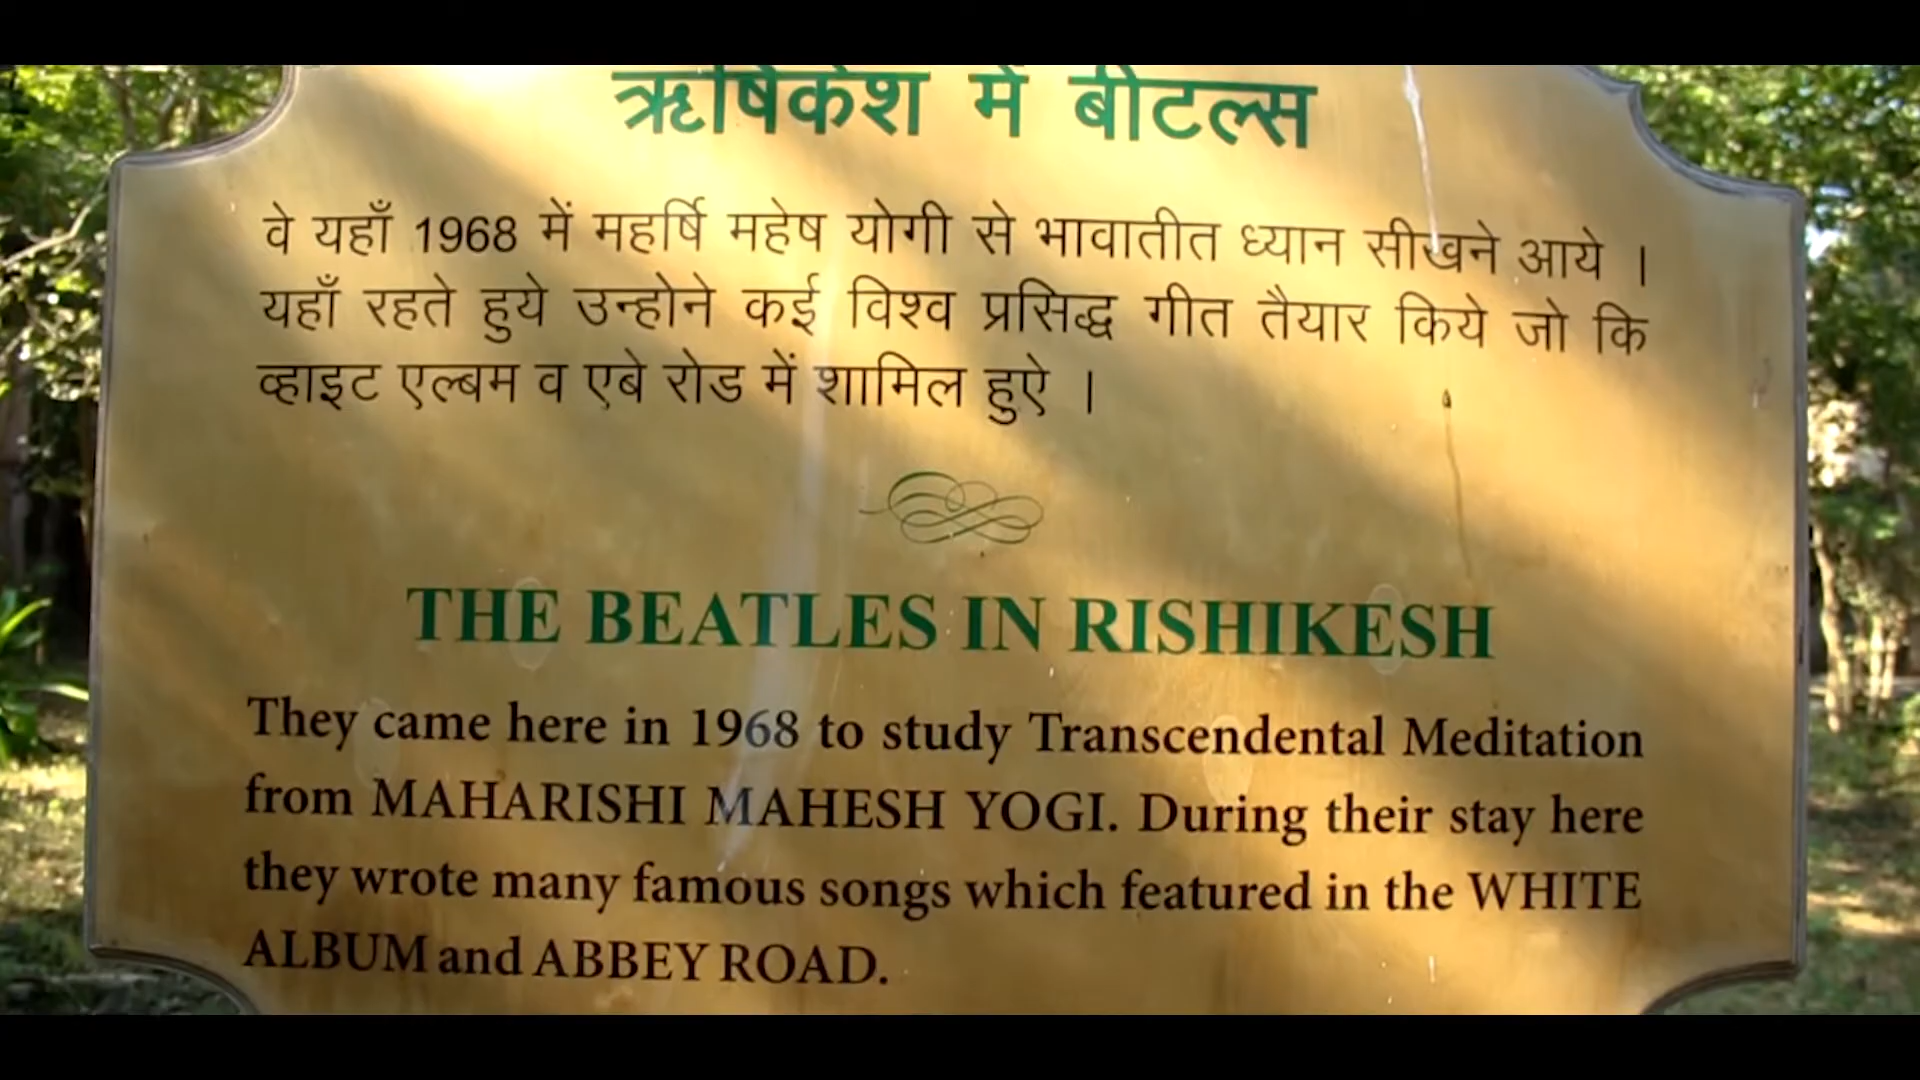 ऋषिकेश में बीटल्स
वे यहाँ 1968 में महर्षि महेष योगी से भावातीत ध्यान सीखने आये ।
यहाँ रहते हुये उन्होने कई विश्व प्रसिद्ध गीत तैयार किये जो कि
व्हाइट एल्बम व एबे रोड में शामिल हुऐ ।
THE BEATLES IN RISHIKESH
They came here in 1968 to study Transcendental Meditation
from MAHARISHI MAHESH YOGI. During their stay here
they wrote many famous songs which featured in the WHITE
ALBUM and ABBEY ROAD.